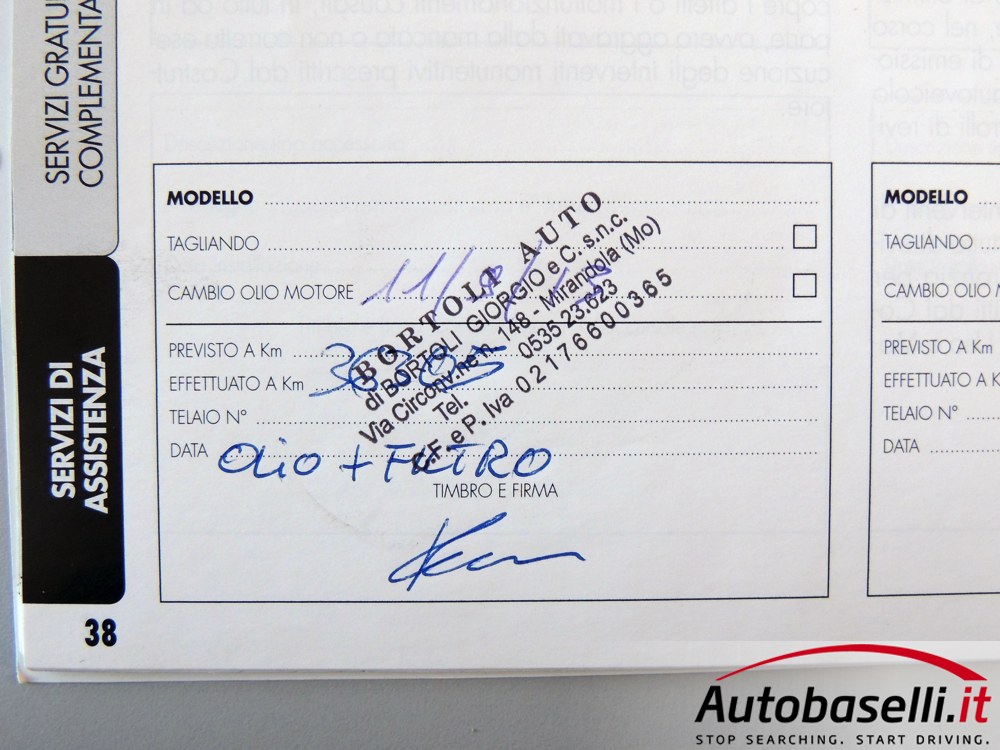 SERVIZI GRATU
COMPLEMENTA
SERVIZI DI
ASSISTENZA
38
MODELLO
TAGLIANDO
CAMBIO OLIO MOTORE
PREVISTO A Km
EFFETTUATO A Km
TELAIO N°
DATA
OLIO + FILTRO
TIMBRO E FIRMA
BORTOLI AUTO
di BORTOLI GIORGIO e C. s.n.c.
Via Circonv.ne n. 148 - Mirandola (Mo)
Tel. 0535 23.623
C.F. e P. Iva 02176600365
MODELLO
TAGLIANDO
CAMBIO OLIO M
PREVISTO A Km
EFFETTUATO A Km
TELAIO N°
DATA
Autobaselli.it
STOP SEARCHING. START DRIVING.